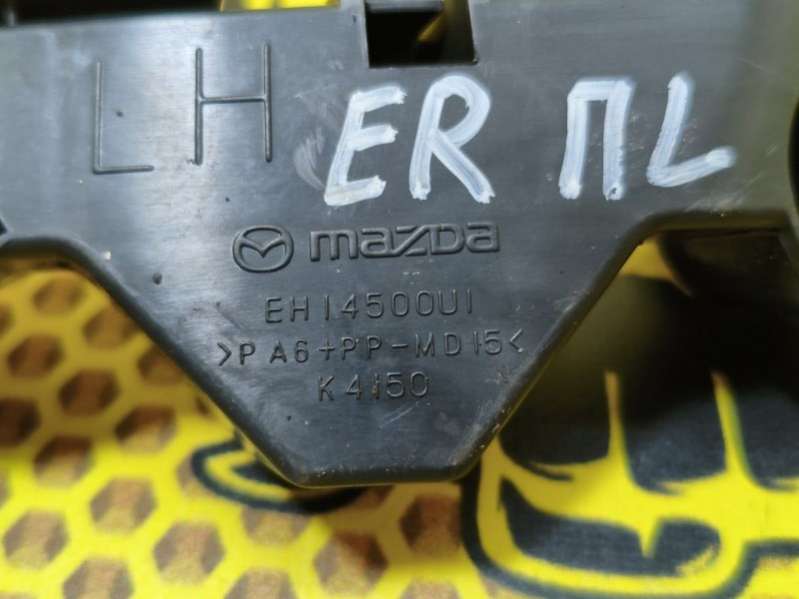 LH ER ПL
mazda
EH14500U1
>PA6+PP-MD15<
K4150